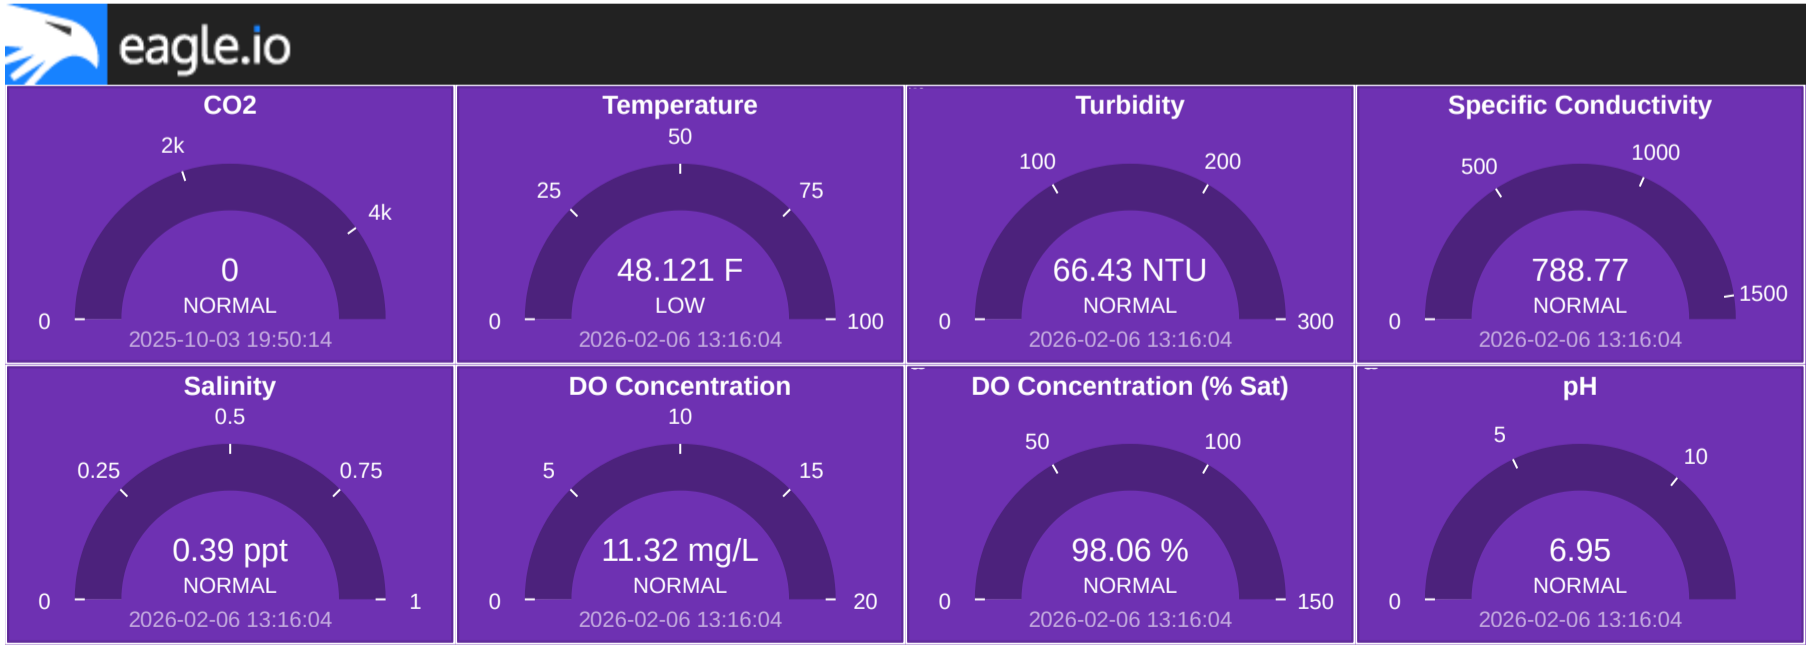 eagle.io
CO2
2k
4k
0
0
NORMAL
2025-10-03 19:50:14
Temperature
50
25
75
48.121 F
LOW
0
100
2026-02-06 13:16:04
Turbidity
100
200
66.43 NTU
NORMAL
0
300
2026-02-06 13:16:04
Specific Conductivity
500
1000
788.77
1500
NORMAL
0
2026-02-06 13:16:04
Salinity
0.5
0.25
0.75
0.39 ppt
NORMAL
0
1
2026-02-06 13:16:04
DO Concentration
10
5
15
11.32 mg/L
NORMAL
0
20
2026-02-06 13:16:04
DO Concentration (% Sat)
50
100
98.06 %
NORMAL
0
150
2026-02-06 13:16:04
pH
5
10
6.95
NORMAL
0
2026-02-06 13:16:04